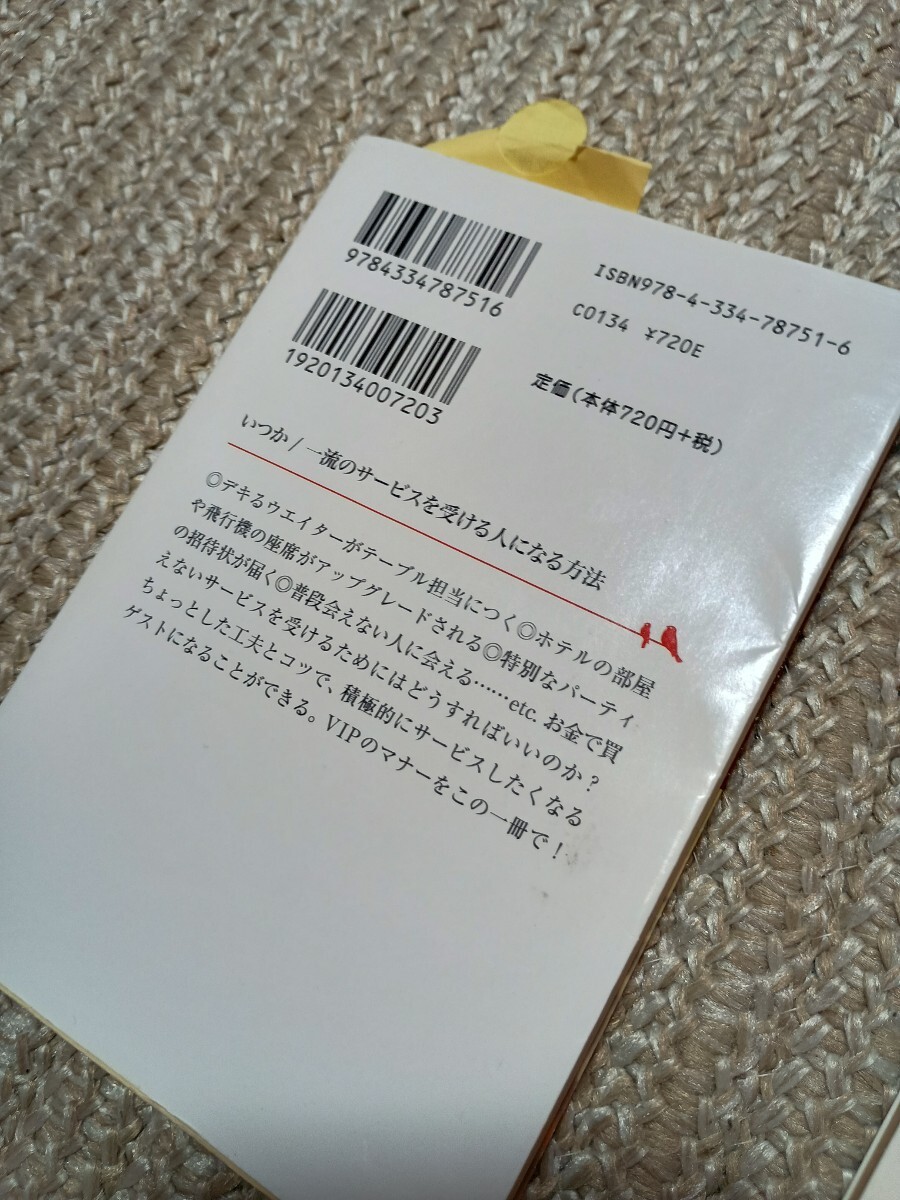 9784334787516
ISBN978-4-334-78751-6
1920134007203
C0134 ¥720E
定価(本体720円+税)
いつか/一流のサービスを受ける人になる方法
◎デキるウエイターがテーブル担当につく◎ホテルの部屋
や飛行機の座席がアップグレードされる◎特別なパーティ
の招待状が届く◎普段会えない人に会える……etc. お金で買
えないサービスを受けるためにはどうすればいいのか?
ちょっとした工夫とコツで、積極的にサービスしたくなる
ゲストになることができる。VIPのマナーをこの一冊で!